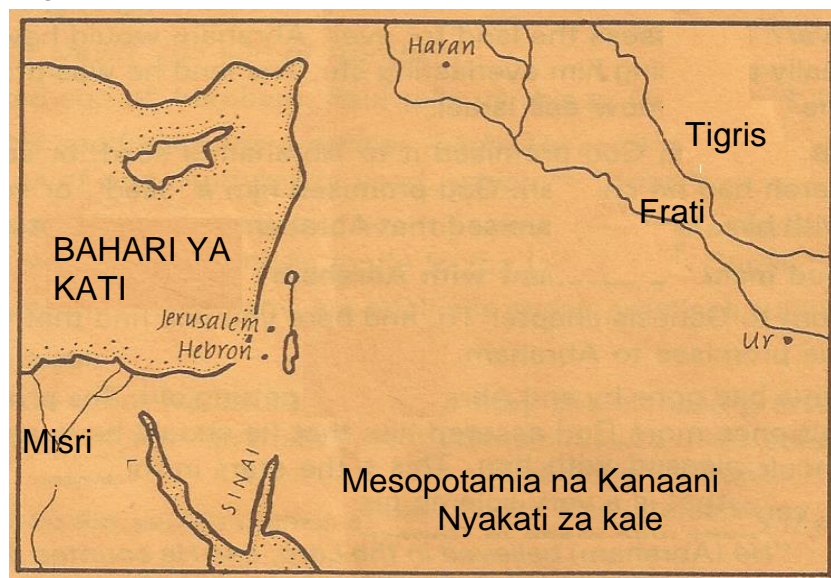 Haran
Tigris
Frati
BAHARI YA
KATI
Jerusalem
Hebron
Ur
Misri
SINAI
Mesopotamia na Kanaani
Nyakati za kale